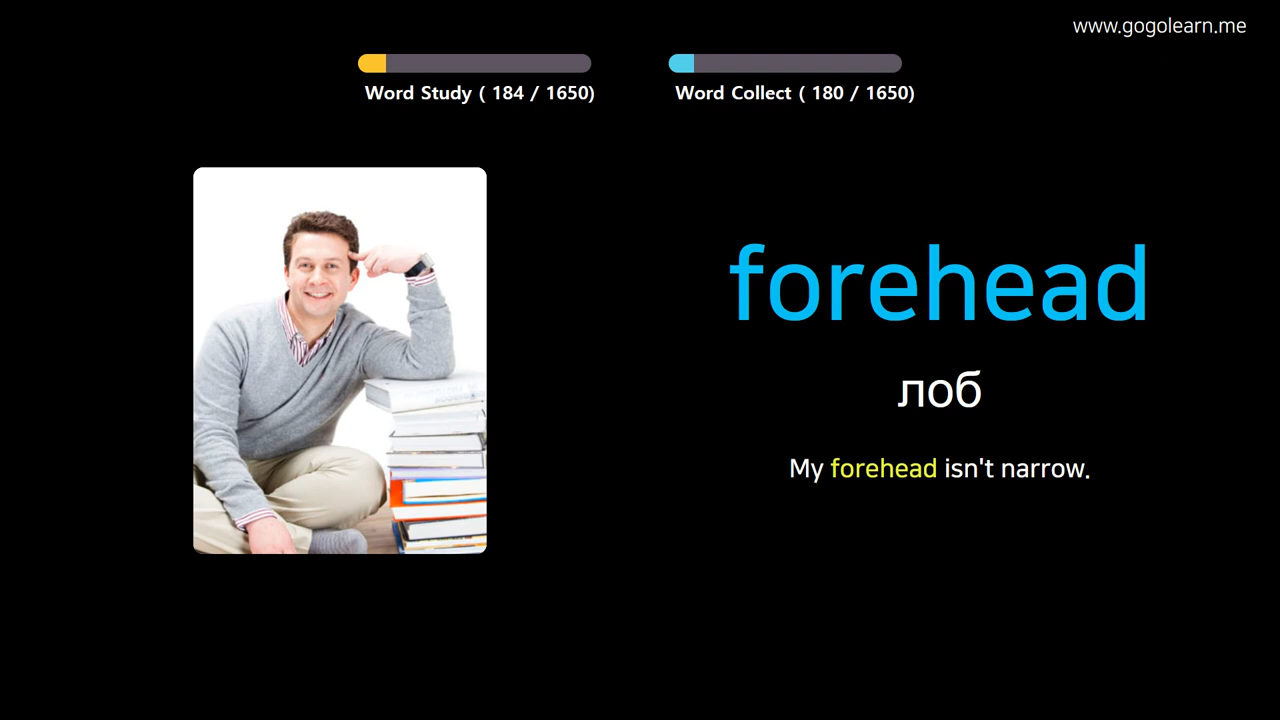 www.gogolearn.me
Word Study ( 184 / 1650)
Word Collect ( 180 / 1650)
forehead
лоб
My forehead isn't narrow.